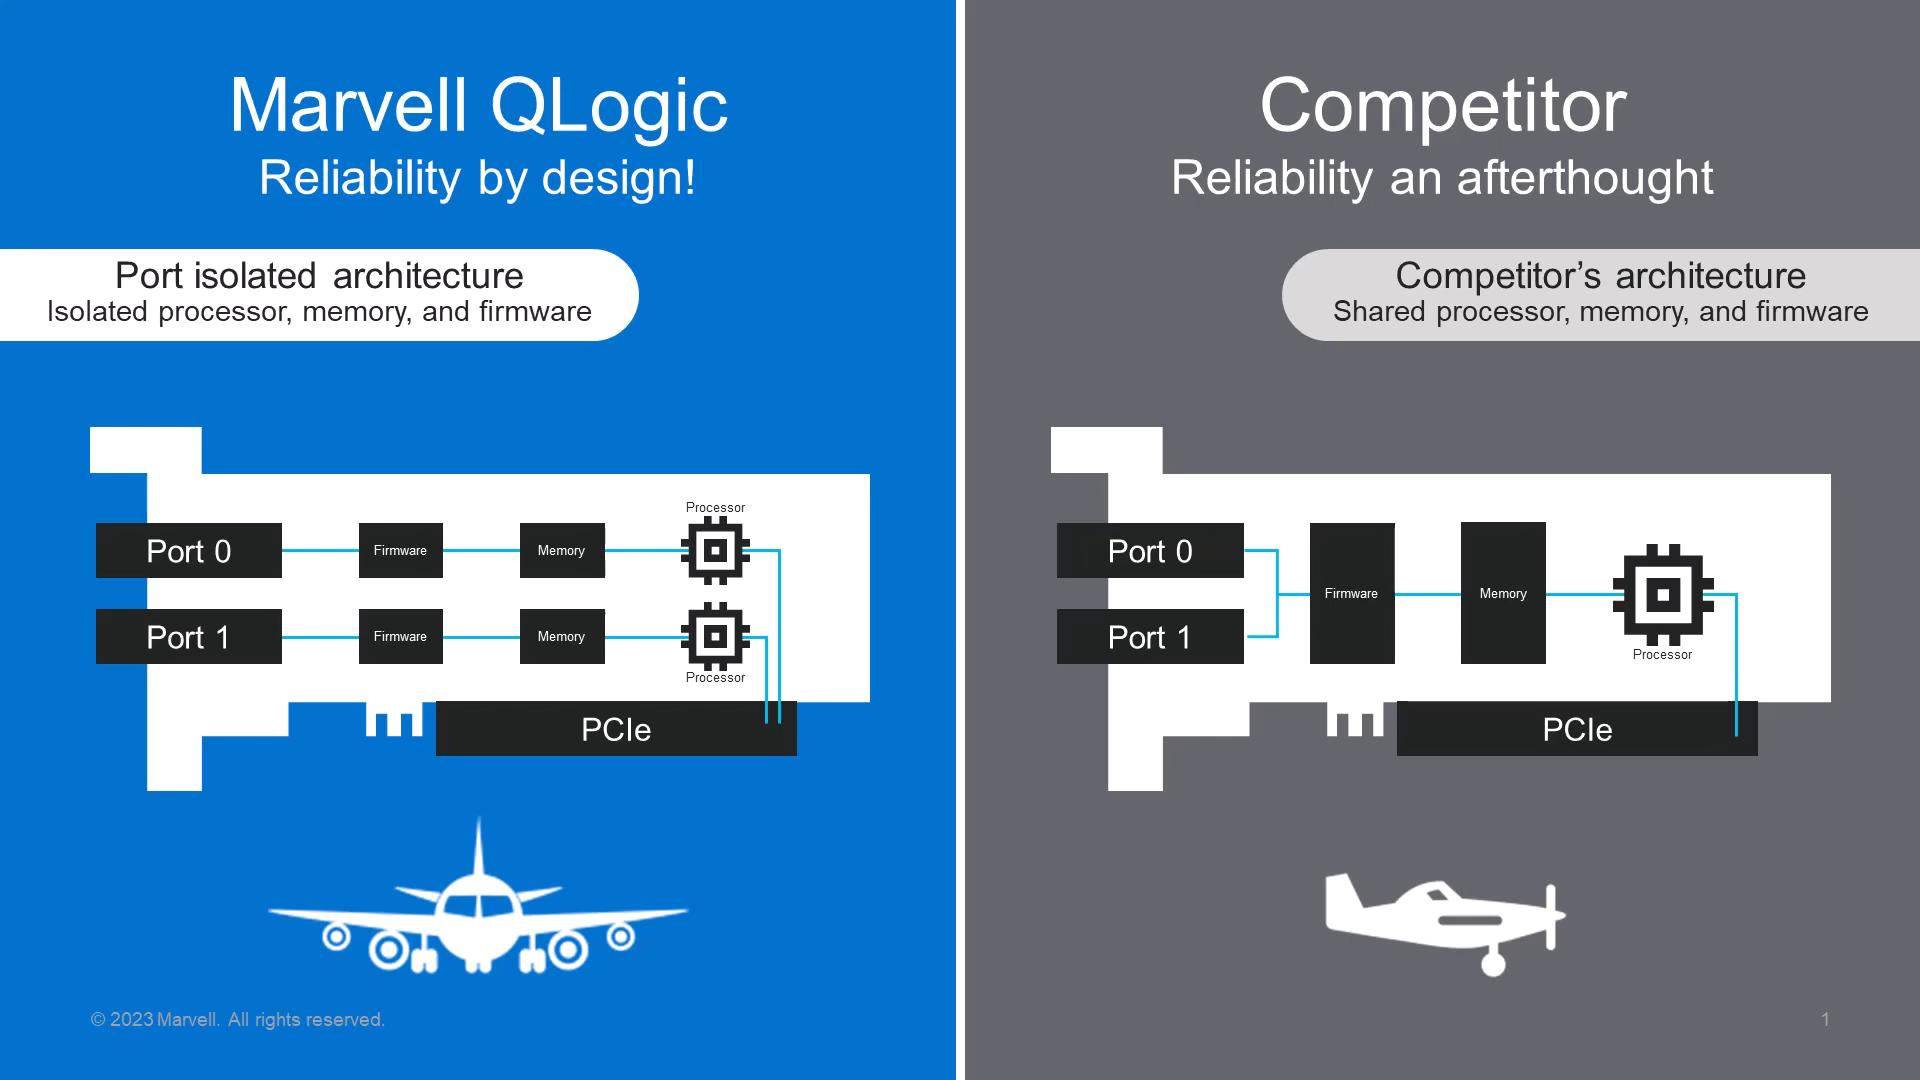 Marvell QLogic
Reliability by design!
Port isolated architecture
Isolated processor, memory, and firmware
Processor
Port 0
Firmware
Memory
Port 1
Firmware
Memory
Processor
PCIe
© 2023 Marvell. All rights reserved.
Competitor
Reliability an afterthought
Competitor’s architecture
Shared processor, memory, and firmware
Port 0
Port 1
Firmware
Memory
Processor
PCIe
1